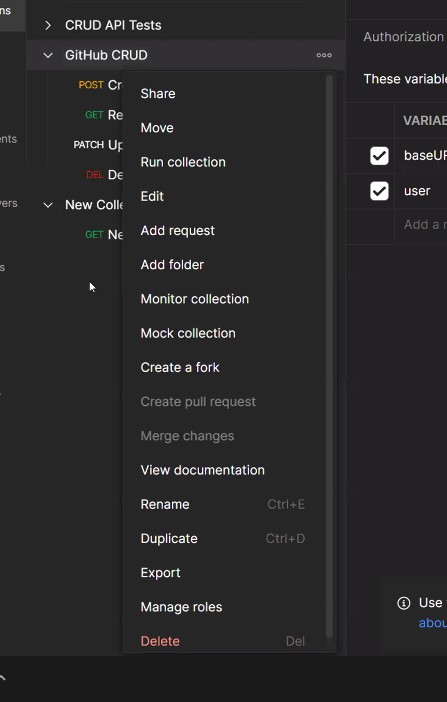 ns
CRUD API Tests
GitHub CRUD
Authorization
POST Cr
Share
These variable
GET Re
Move
VARIAB
ents
PATCH Up
Run collection
baseUR
DEL De
Edit
user
vers
New Colle
Add request
Add a r
GET Ne
Add folder
s
Monitor collection
Mock collection
Create a fork
Create pull request
Merge changes
View documentation
Rename Ctrl+E
Duplicate Ctrl+D
Export
Manage roles
Use
abou
Delete Del